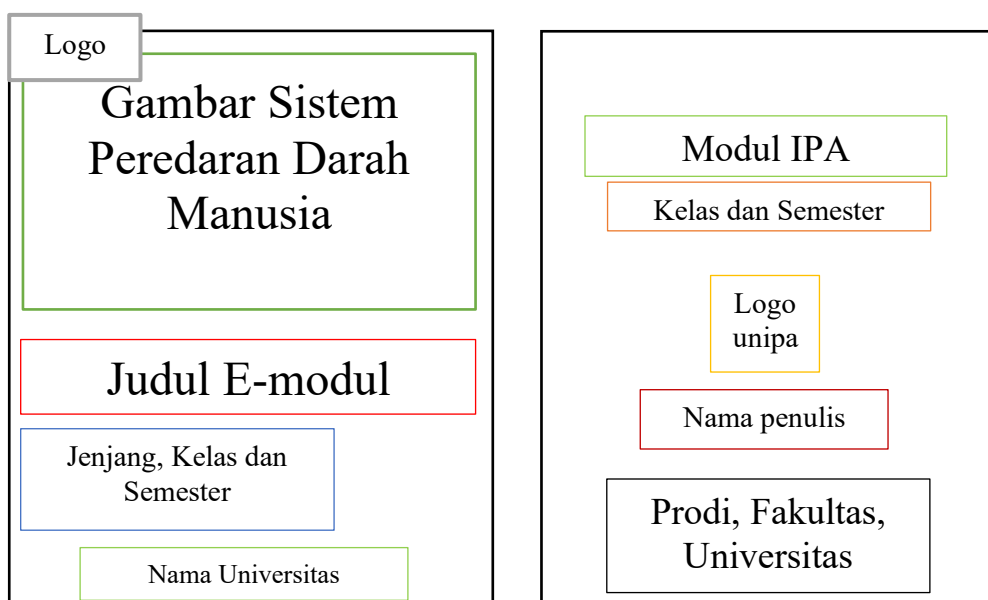 Logo
Gambar Sistem
Peredaran Darah
Manusia
Judul E-modul
Jenjang, Kelas dan
Semester
Nama Universitas
Modul IPA
Kelas dan Semester
Logo
unipa
Nama penulis
Prodi, Fakultas,
Universitas